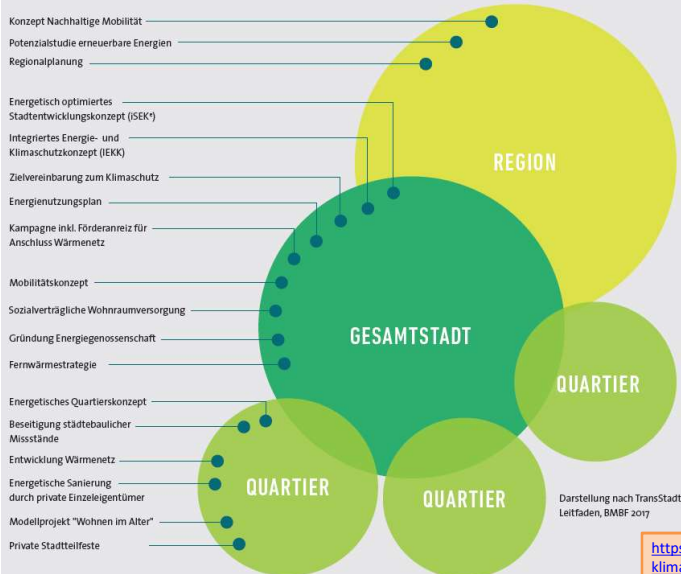 Konzept Nachhaltige Mobilität
Potenzialstudie erneuerbare Energien
Regionalplanung
Energetisch optimiertes
Stadtentwicklungskonzept (iSEK⁺)
Integriertes Energie- und
Klimaschutzkonzept (IEKK)
Zielvereinbarung zum Klimaschutz
Energienutzungsplan
Kampagne inkl. Förderanreiz für
Anschluss Wärmenetz
Mobilitätskonzept
Sozialverträgliche Wohnraumversorgung
Gründung Energiegenossenschaft
Fernwärmestrategie
Energetisches Quartierskonzept
Beseitigung städtebaulicher
Missstände
Entwicklung Wärmenetz
Energetische Sanierung
durch private Einzeleigentümer
Modellprojekt "Wohnen im Alter"
Private Stadtteilfeste
REGION
GESAMTSTADT
QUARTIER
QUARTIER
QUARTIER
Darstellung nach TransStadt
Leitfaden, BMBF 2017
https
klima